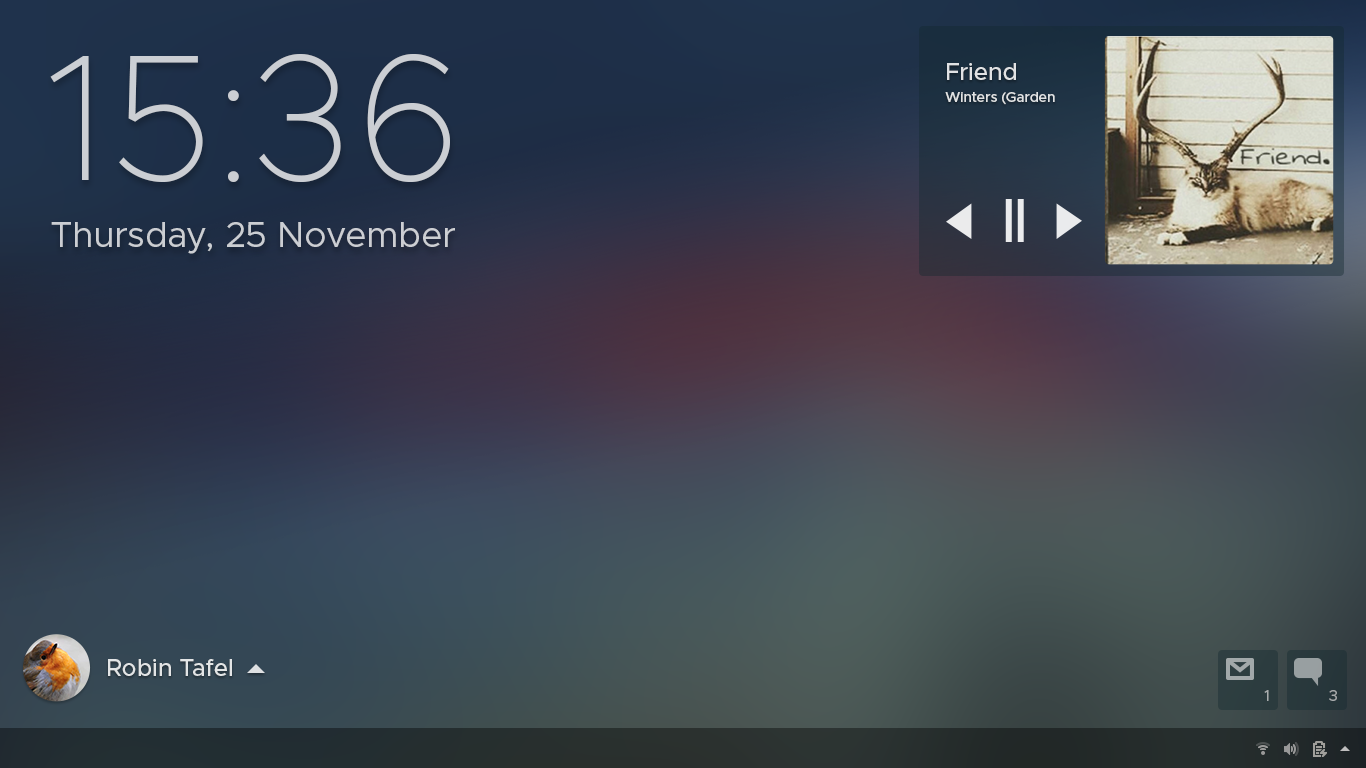 15:36
Thursday, 25 November
Friend
Winters (Garden
Friend.
Robin Tafel
1
3